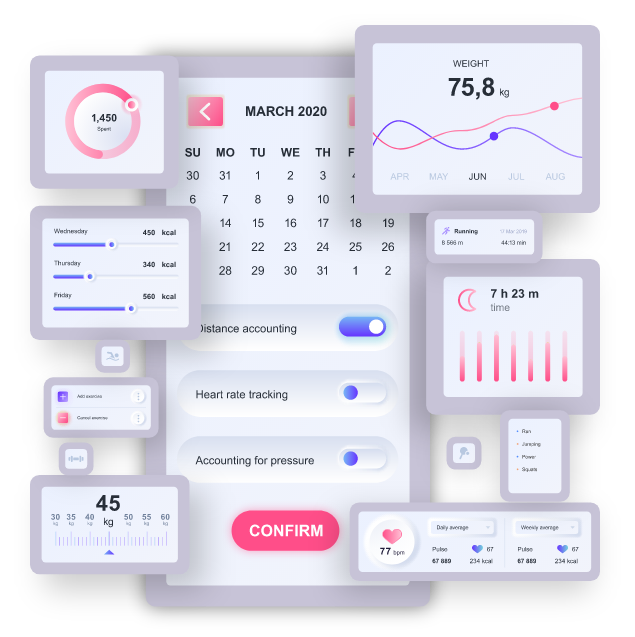 1,450
Spent
MARCH 2020
SU MO TU WE TH F
30 31 1 2 3 4
6 7 8 9 10 1
14 15 16 17 18 19
21 22 23 24 25 26
28 29 30 31 1 2
WEIGHT
75,8 kg
APR MAY JUN JUL AUG
Running 17 Mar 2019
8 566 m 44:13 min
Wednesday 450 kcal
Thursday 340 kcal
Friday 560 kcal
7 h 23 m
time
Distance accounting
Heart rate tracking
Accounting for pressure
CONFIRM
Add exercise
Cancel exercise
Run
Jumping
Power
Squats
45
kg
30 35 40 50 55 60
kg kg kg kg kg kg
77 bpm
Daily average
Pulse 67
67 889 234 kcal
Weekly average
Pulse 67
67 889 234 kcal